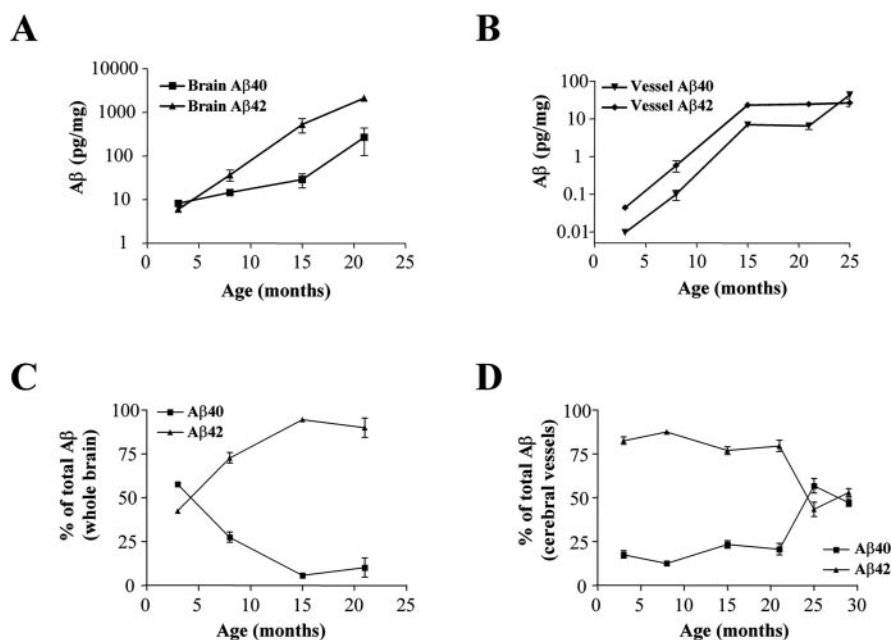 A
Aβ (pg/mg)
10000
1000
100
10
1
Brain Aβ40
Brain Aβ42
0 5 10 15 20 25
Age (months)
B
Aβ (pg/mg)
100
10
1
0.1
0.01
Vessel Aβ40
Vessel Aβ42
0 5 10 15 20 25
Age (months)
C
% of total Aβ
(whole brain)
100
75
50
25
0
Aβ40
Aβ42
0 5 10 15 20 25
Age (months)
D
% of total Aβ
(cerebral vessels)
100
75
50
25
0
Aβ40
Aβ42
0 5 10 15 20 25 30
Age (months)